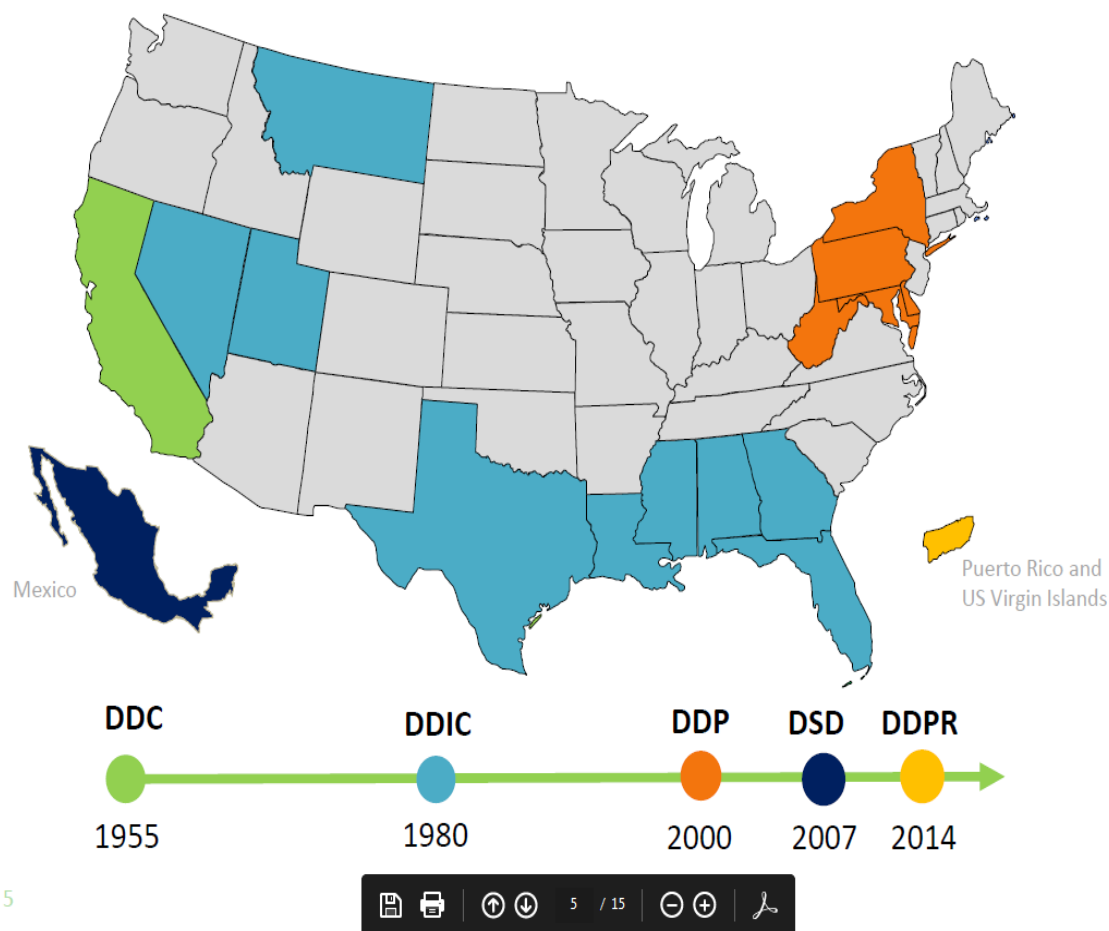 Mexico
Puerto Rico and
US Virgin Islands
DDC
DDIC
DDP
DSD
DDPR
1955
1980
2000
2007
2014
5
5 / 15